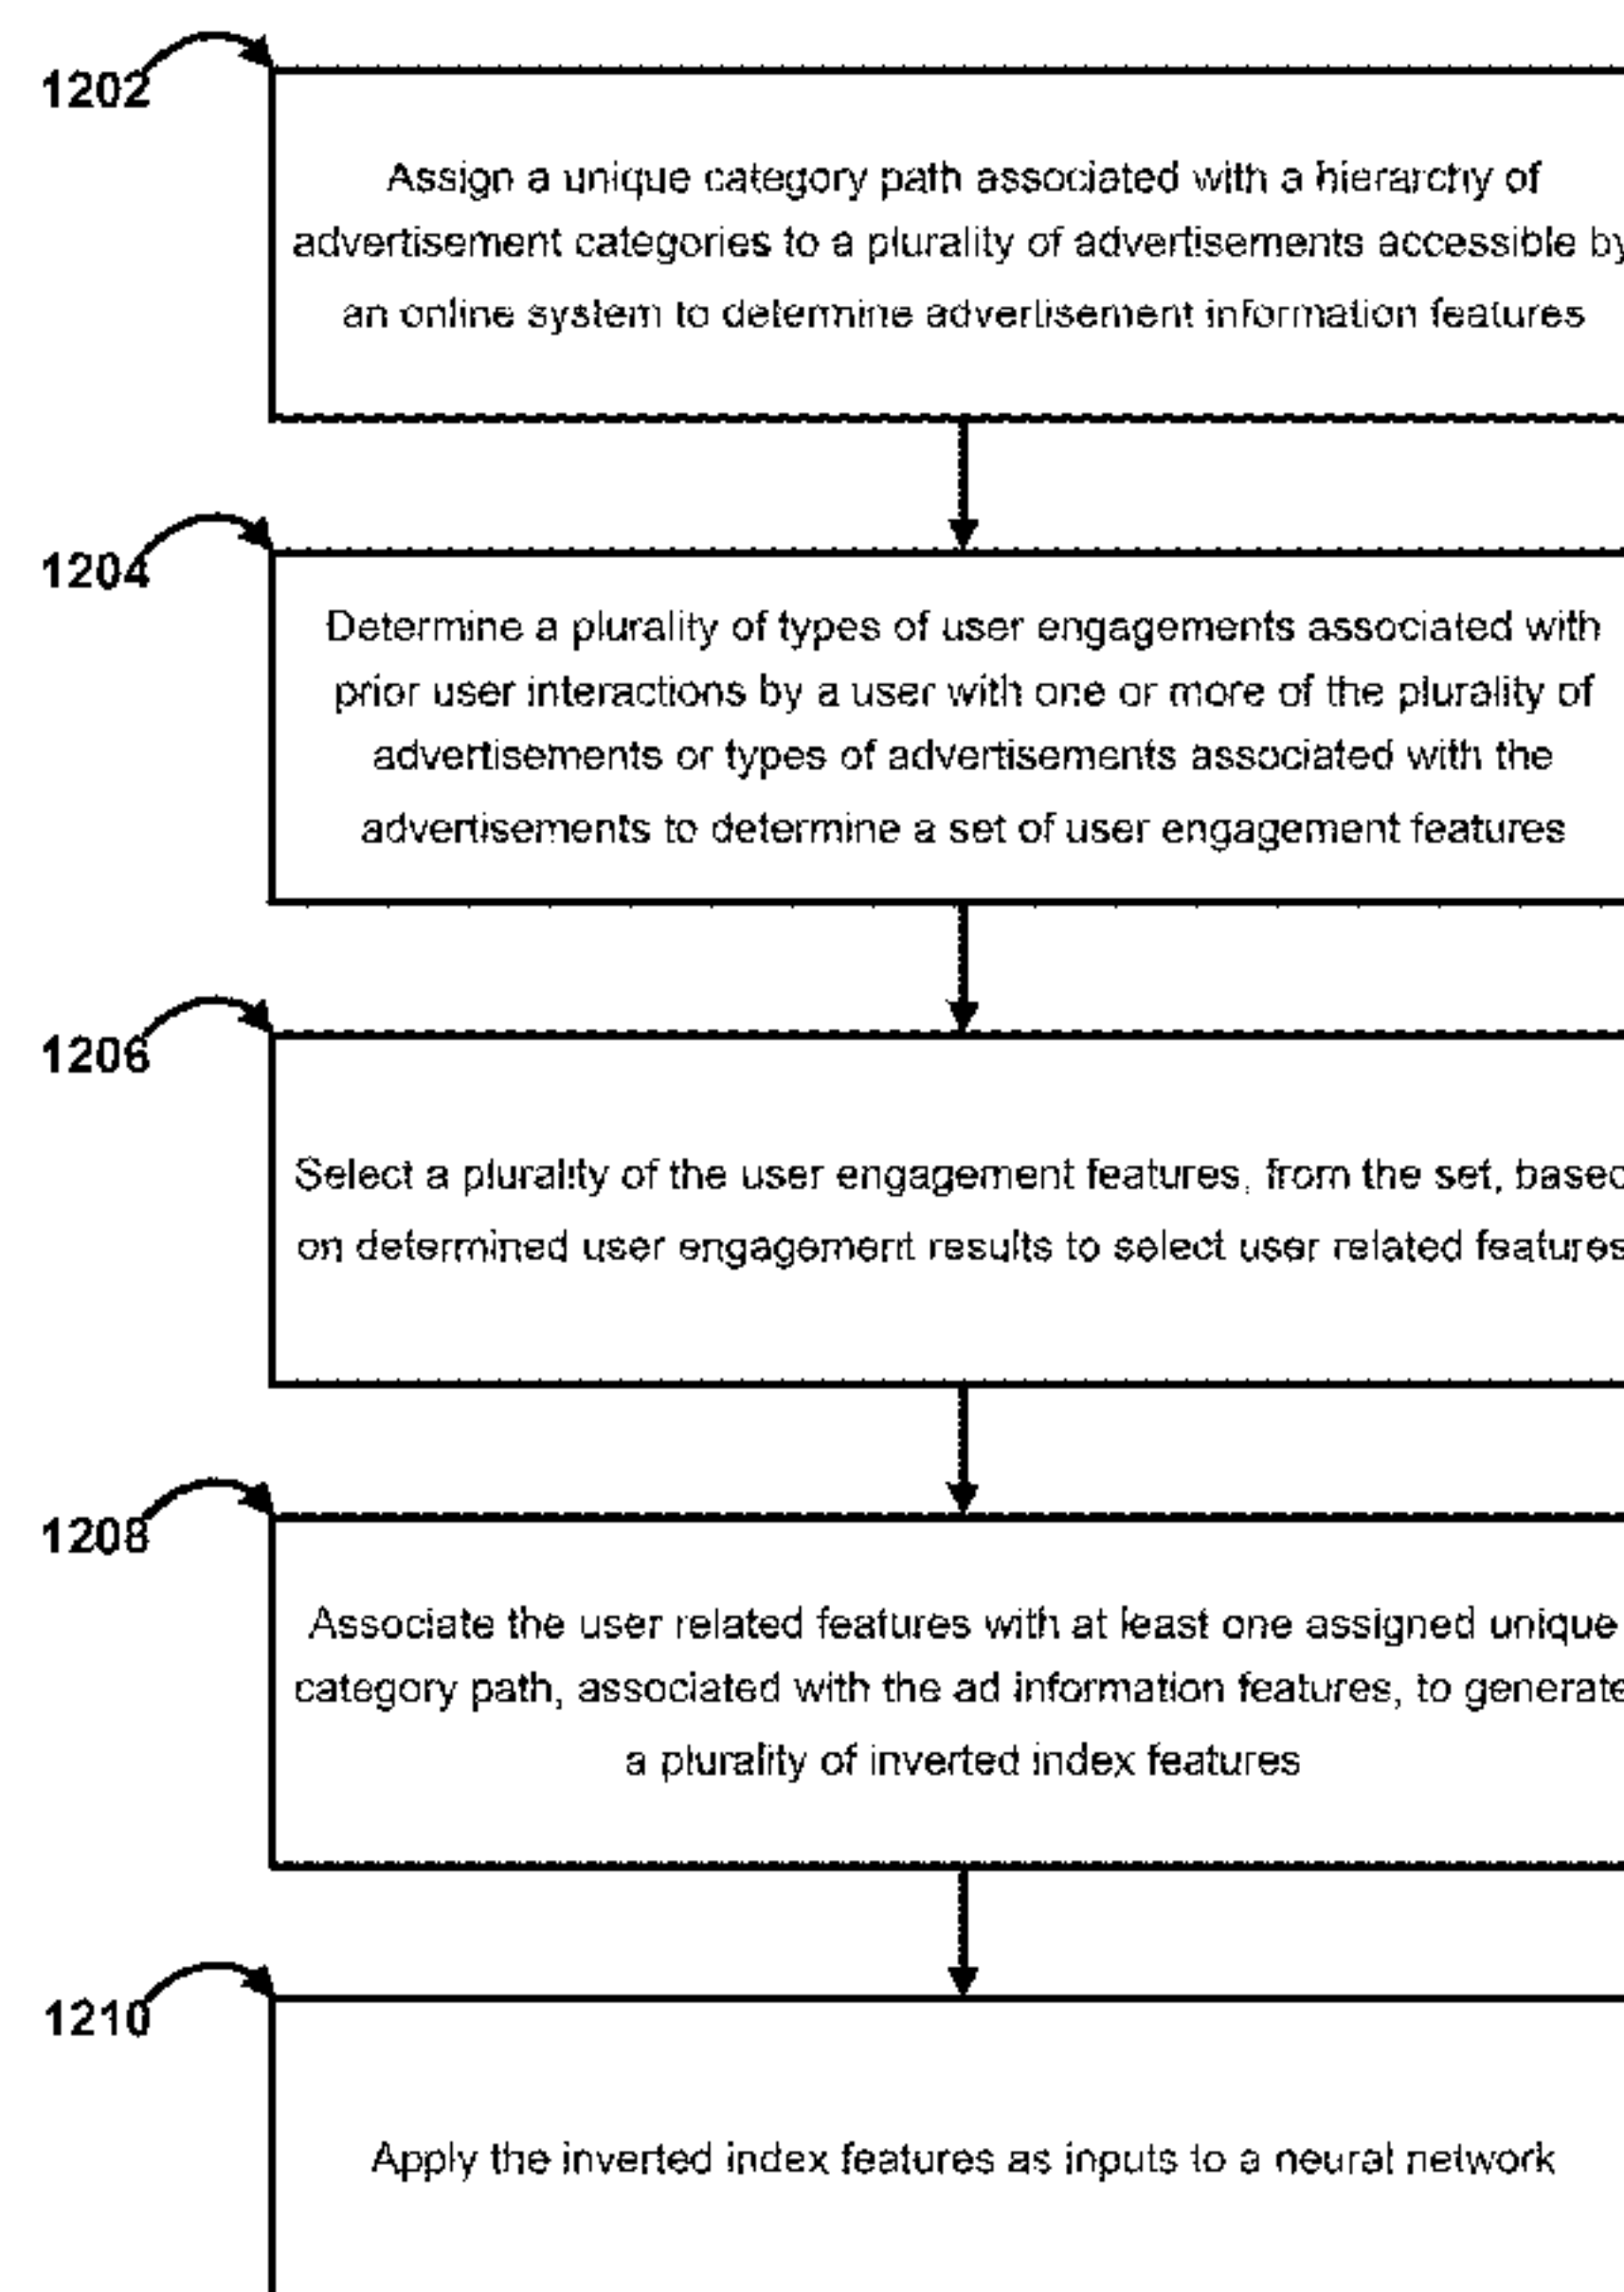 1202
Assign a unique category path associated with a hierarchy of
advertisement categories to a plurality of advertisements accessible by
an online system to determine advertisement information features
1204
Determine a plurality of types of user engagements associated with
prior user interactions by a user with one or more of the plurality of
advertisements or types of advertisements associated with the
advertisements to determine a set of user engagement features
1206
Select a plurality of the user engagement features, from the set, based
on determined user engagement results to select user related features
1208
Associate the user related features with at least one assigned unique
category path, associated with the ad information features, to generate
a plurality of inverted index features
1210
Apply the inverted index features as inputs to a neural network